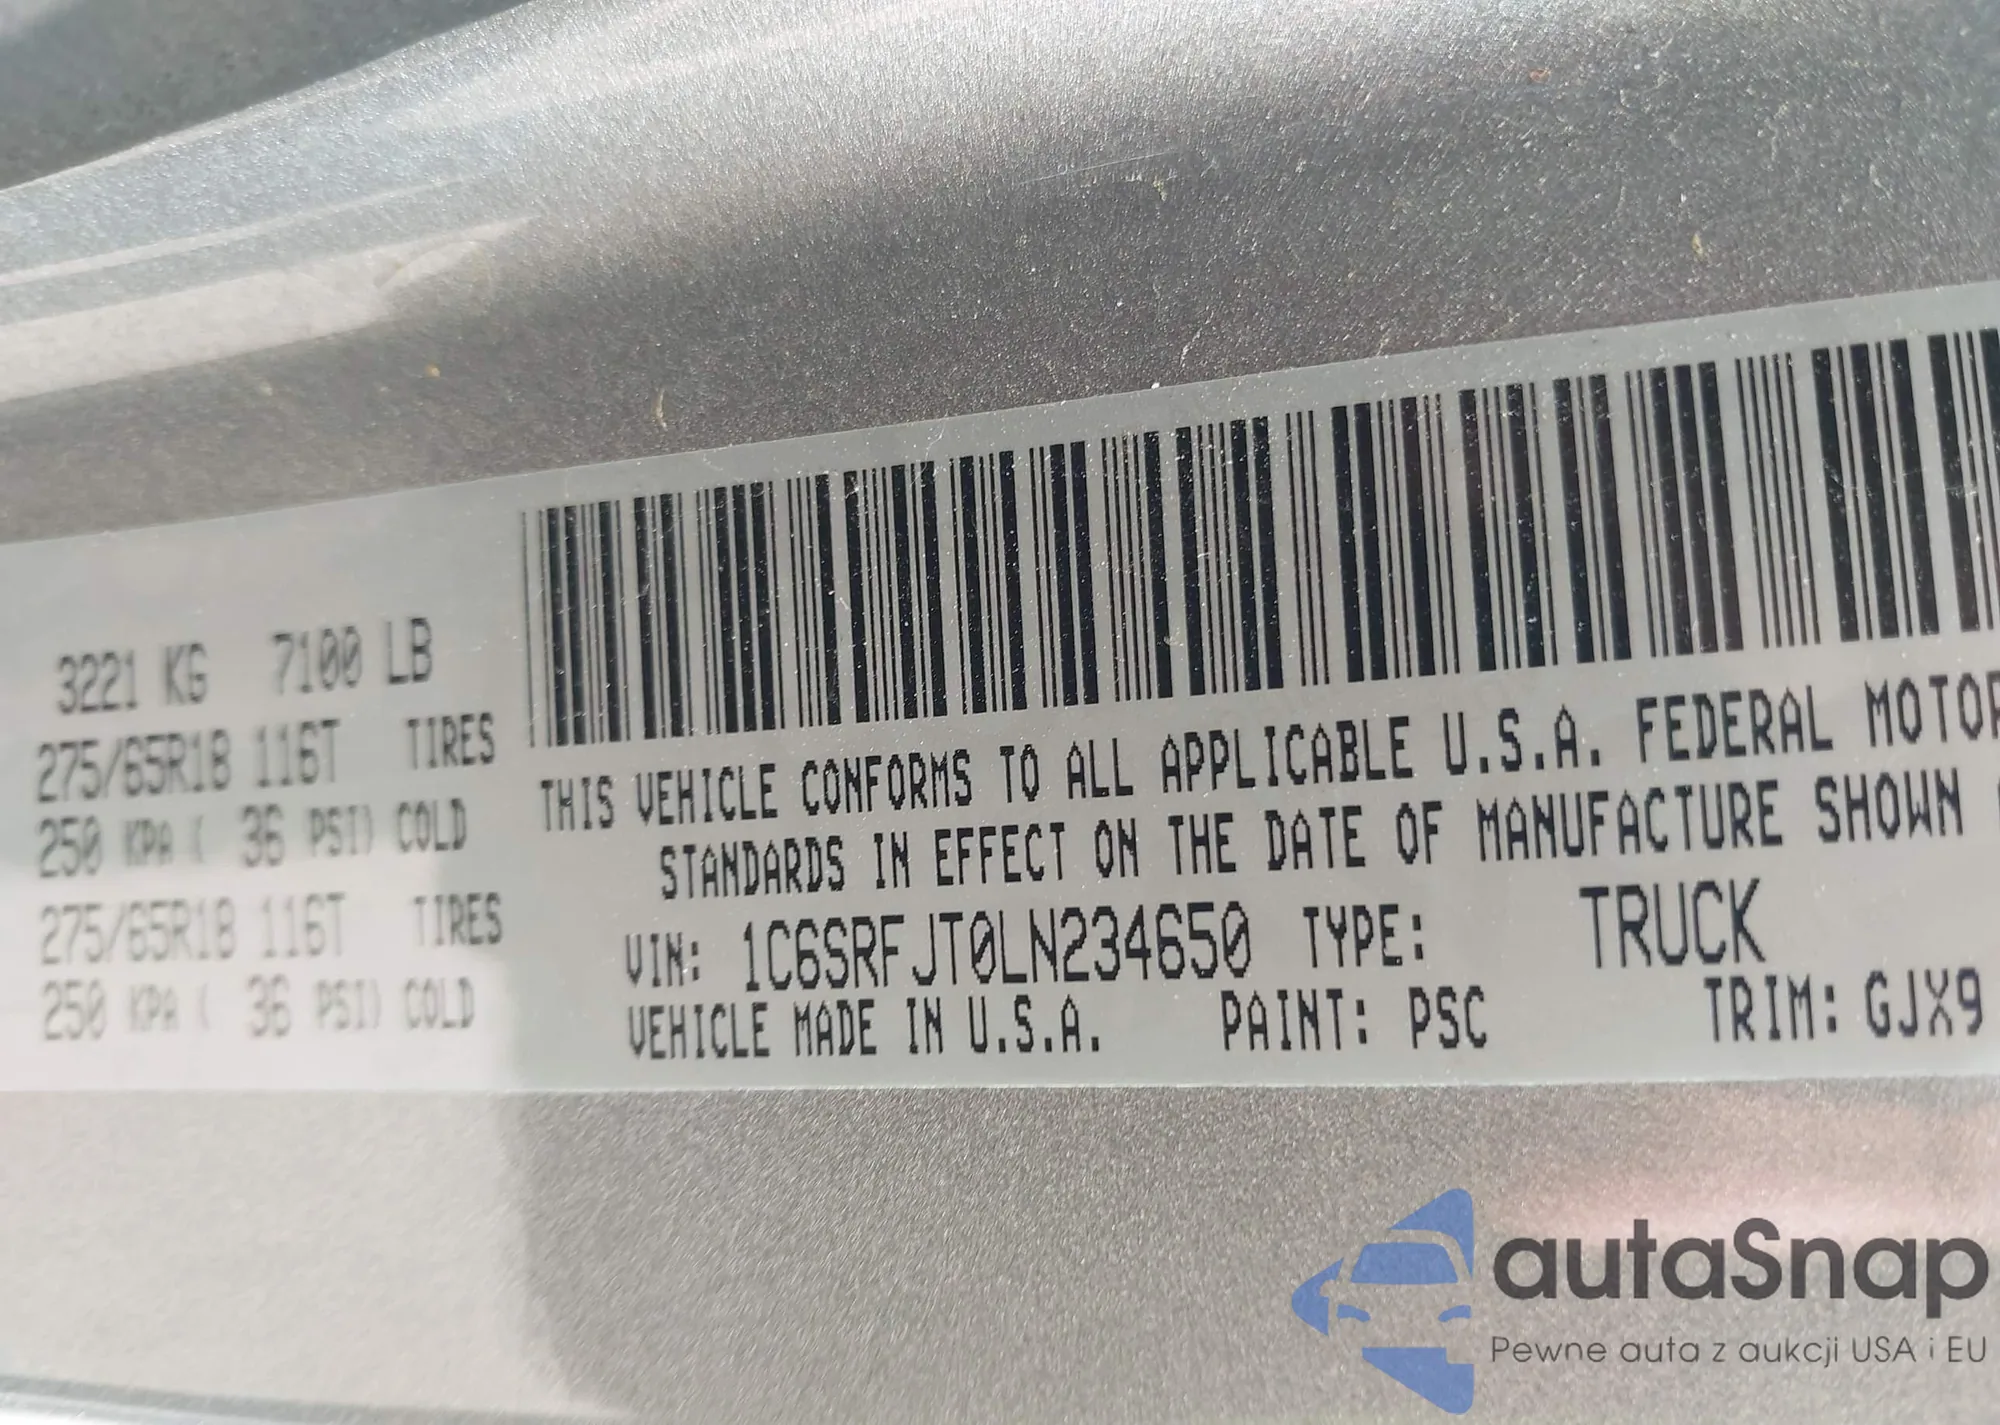 3221 KG 7100 LB
275/65R18 116T TIRES
250 KPA ( 36 PSI) COLD
275/65R18 116T TIRES
250 KPA ( 36 PSI) COLD
THIS VEHICLE CONFORMS TO ALL APPLICABLE U.S.A. FEDERAL MOTOR
STANDARDS IN EFFECT ON THE DATE OF MANUFACTURE SHOWN
VIN: 1C6SRFJT0LN234650 TYPE: TRUCK
VEHICLE MADE IN U.S.A. PAINT: PSC TRIM: GJX9
autaSnap
Pewne auta z aukcji USA i EU